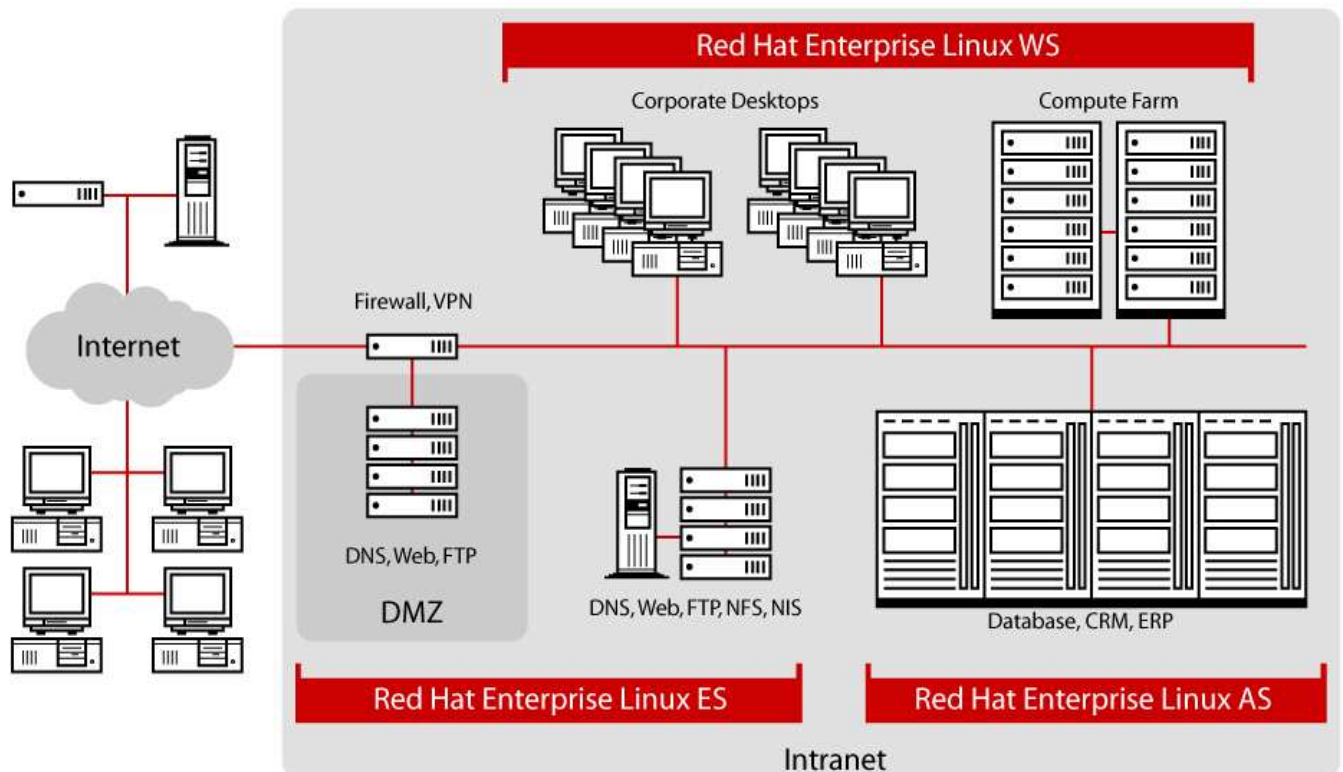 Red Hat Enterprise Linux WS
Corporate Desktops
Compute Farm
Firewall, VPN
Internet
DNS, Web, FTP
DMZ
DNS, Web, FTP, NFS, NIS
Database, CRM, ERP
Red Hat Enterprise Linux ES
Red Hat Enterprise Linux AS
Intranet